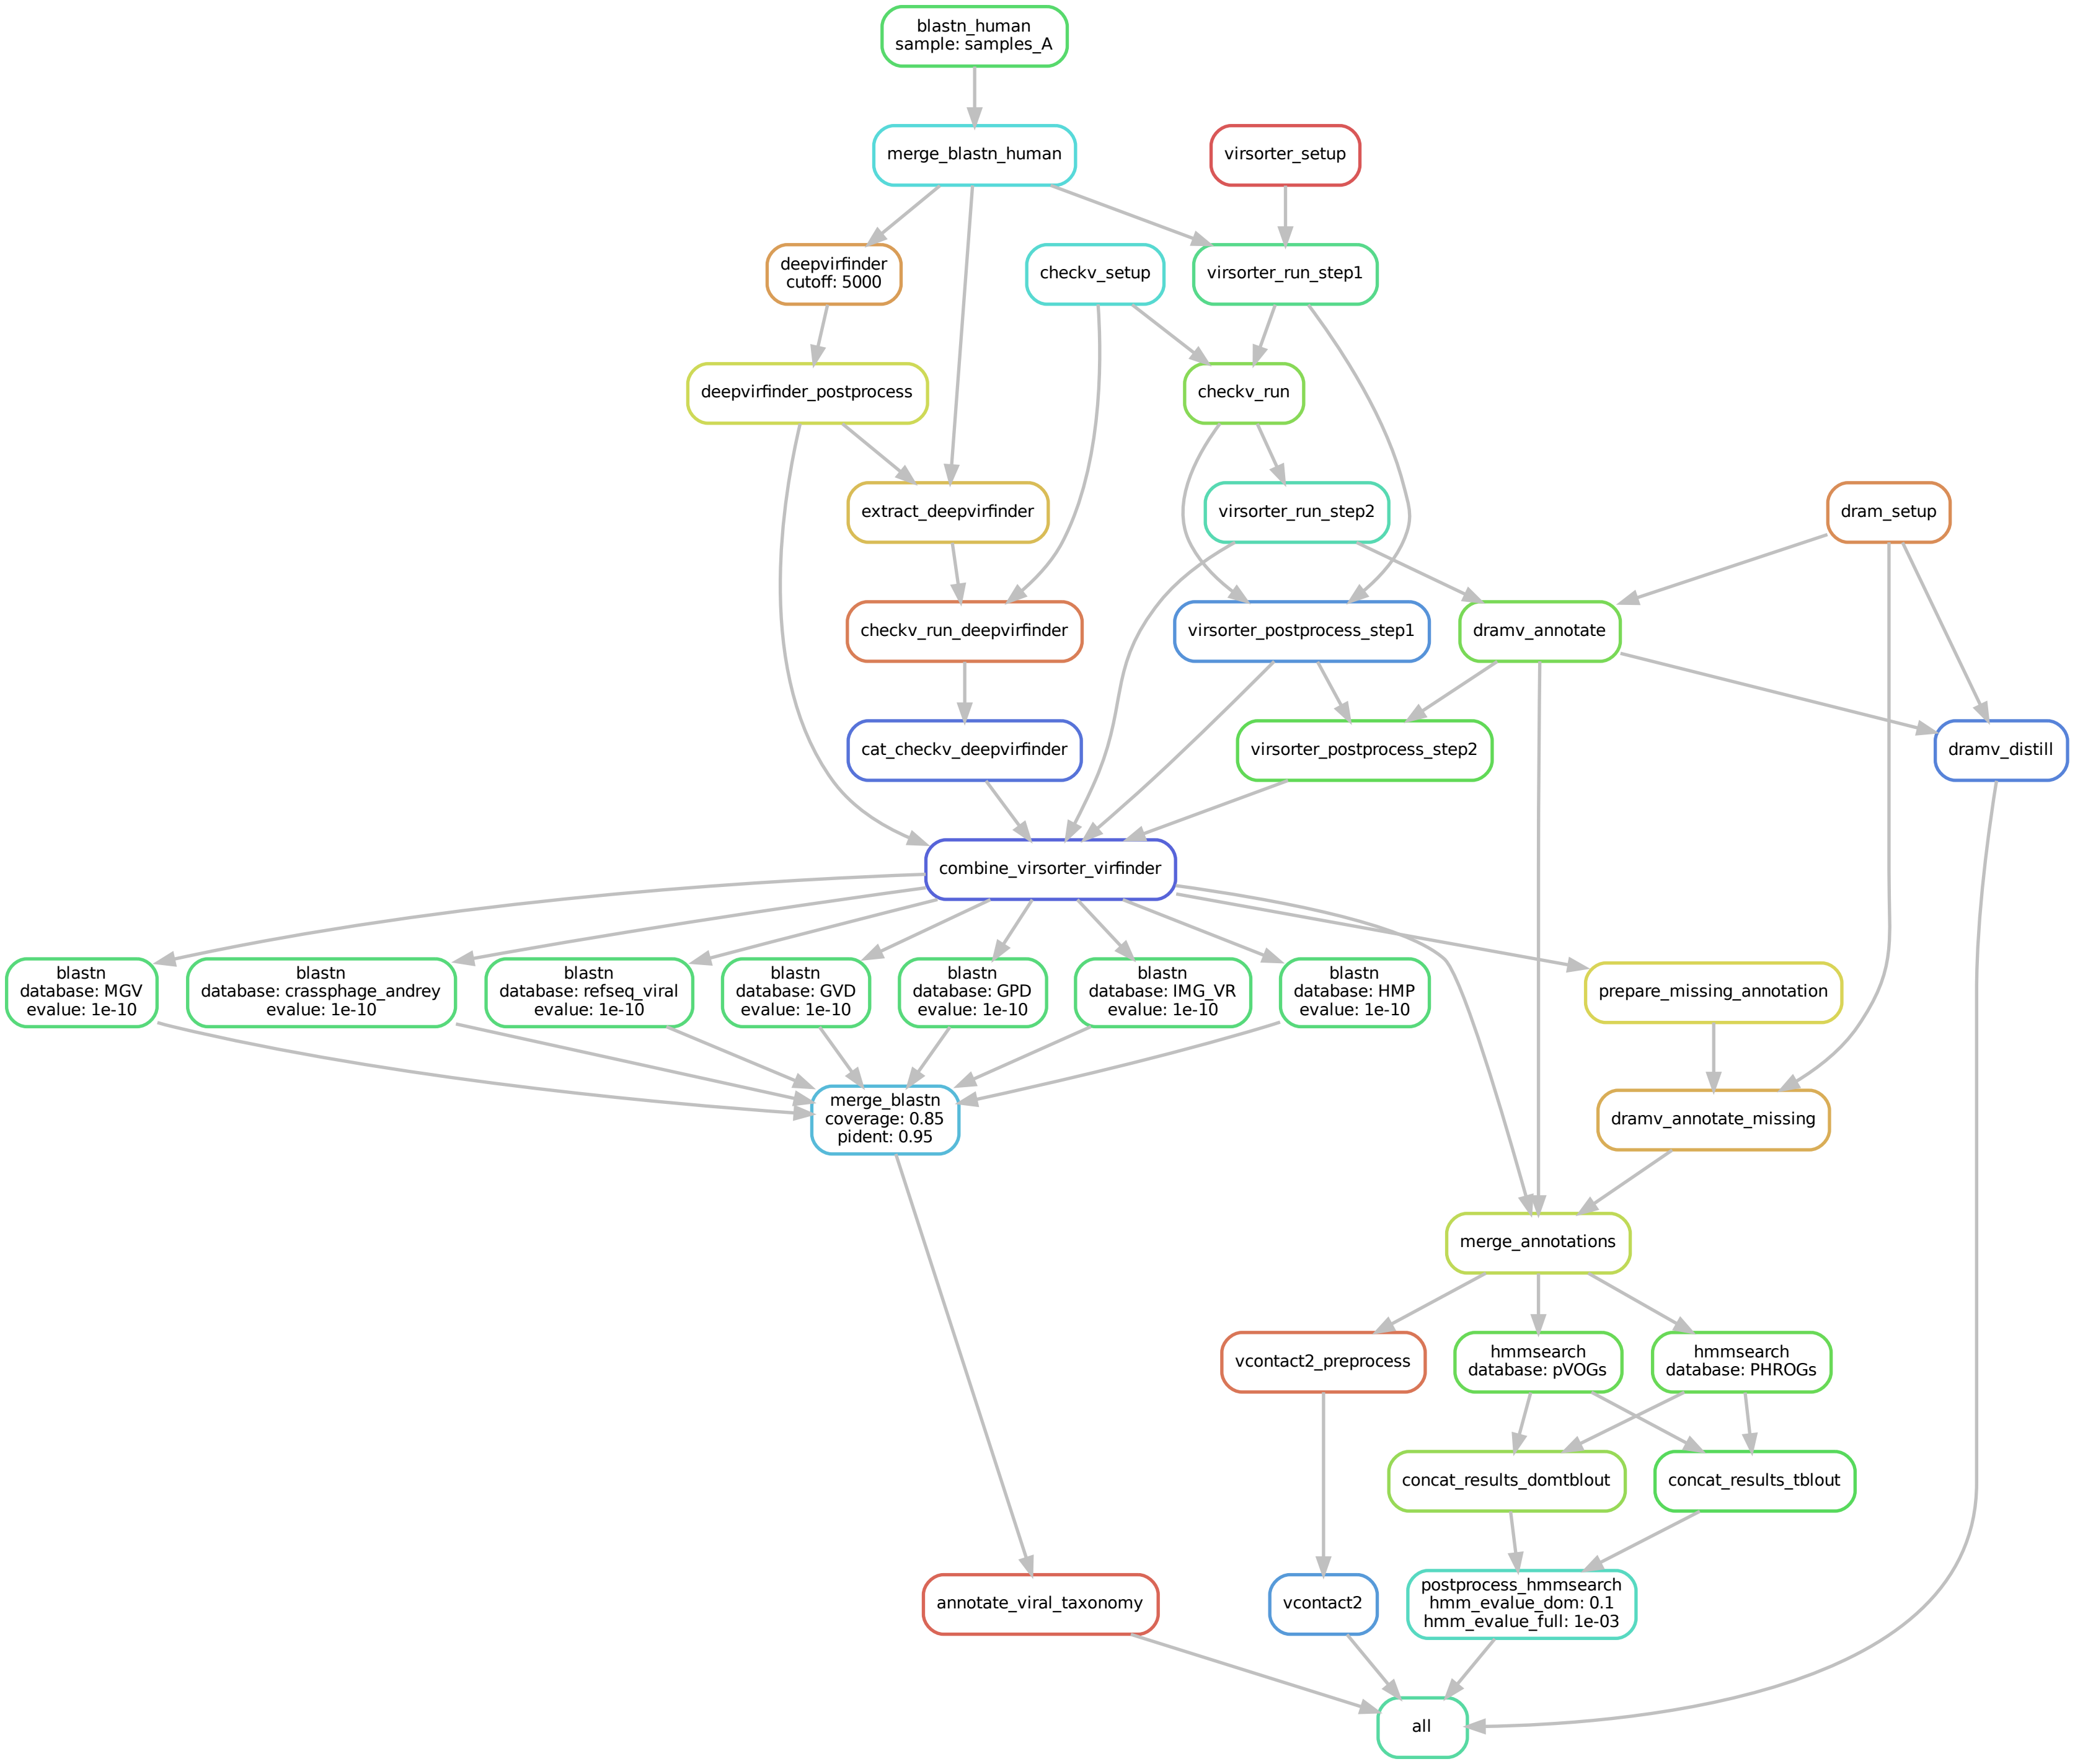 blastn_human
sample: samples_A
merge_blastn_human
virsorter_setup
deepvirfinder
cutoff: 5000
checkv_setup
virsorter_run_step1
deepvirfinder_postprocess
checkv_run
extract_deepvirfinder
virsorter_run_step2
dram_setup
checkv_run_deepvirfinder
virsorter_postprocess_step1
dramv_annotate
cat_checkv_deepvirfinder
virsorter_postprocess_step2
dramv_distill
combine_virsorter_virfinder
blastn
database: MGV
evalue: 1e-10
blastn
database: crassphage_andrey
evalue: 1e-10
blastn
database: refseq_viral
evalue: 1e-10
blastn
database: GVD
evalue: 1e-10
blastn
database: GPD
evalue: 1e-10
blastn
database: IMG_VR
evalue: 1e-10
blastn
database: HMP
evalue: 1e-10
prepare_missing_annotation
merge_blastn
coverage: 0.85
pident: 0.95
dramv_annotate_missing
merge_annotations
vcontact2_preprocess
hmmsearch
database: pVOGs
hmmsearch
database: PHROGs
concat_results_domtblout
concat_results_tblout
annotate_viral_taxonomy
vcontact2
postprocess_hmmsearch
hmm_evalue_dom: 0.1
hmm_evalue_full: 1e-03
all